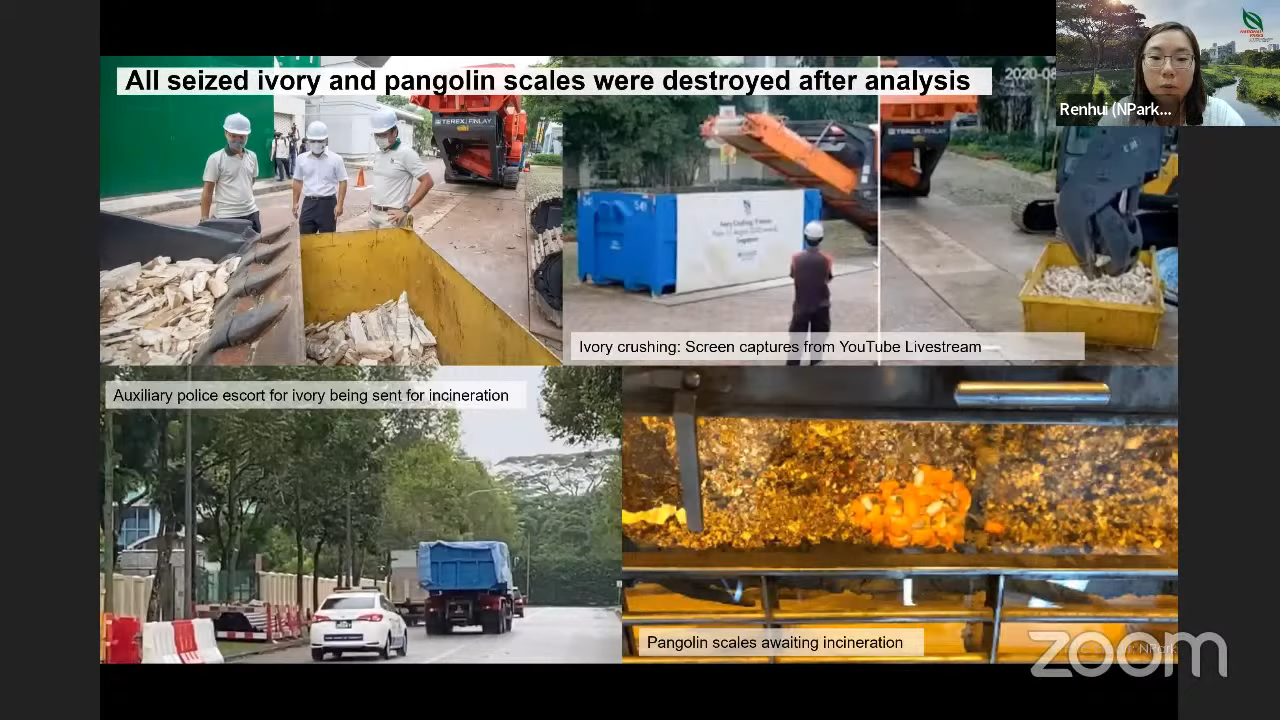 All seized ivory and pangolin scales were destroyed after analysis
2020-08
NATIONAL
PARKS
Renhui (NPark...
TEREX FINLAY
TEREX FINLAY
Ivory crushing: Screen captures from YouTube Livestream
Auxiliary police escort for ivory being sent for incineration
Pangolin scales awaiting incineration
zoom